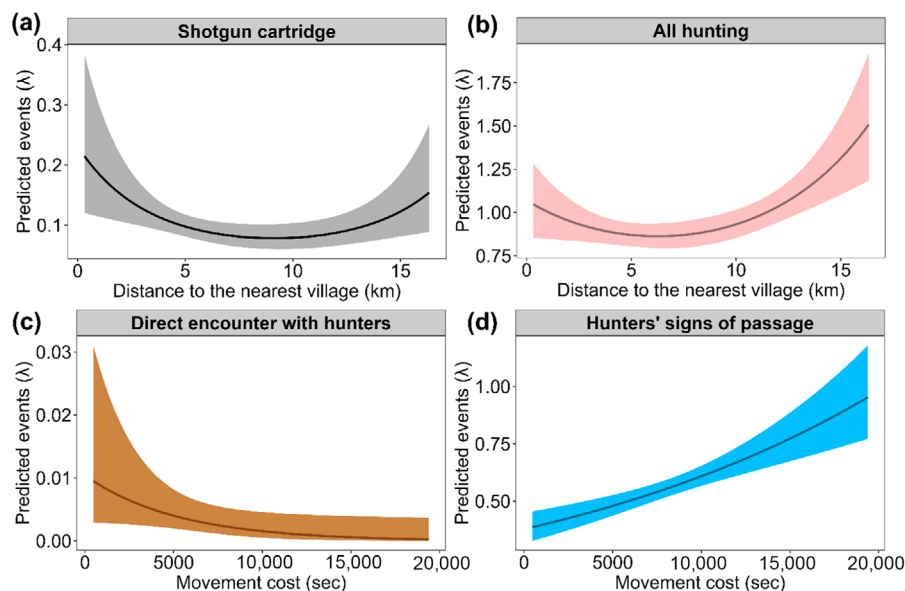 (a)
Shotgun cartridge
Predicted events (λ)
0.4
0.3
0.2
0.1
0
5
10
15
Distance to the nearest village (km)
(b)
All hunting
Predicted events (λ)
1.75
1.50
1.25
1.00
0.75
0
5
10
15
Distance to the nearest village (km)
(c)
Direct encounter with hunters
Predicted events (λ)
0.03
0.02
0.01
0.00
0
5000
10,000
15,000
20,000
Movement cost (sec)
(d)
Hunters' signs of passage
Predicted events (λ)
1.00
0.75
0.50
0
5000
10,000
15,000
20,000
Movement cost (sec)